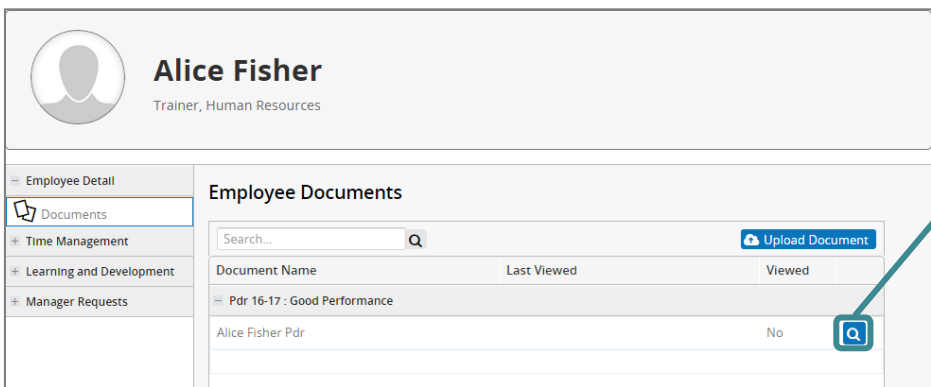 Alice Fisher
Trainer, Human Resources
Employee Detail
Documents
Time Management
Learning and Development
Manager Requests
Employee Documents
Search...
Upload Document
Document Name Last Viewed Viewed
Pdr 16-17 : Good Performance
Alice Fisher Pdr No